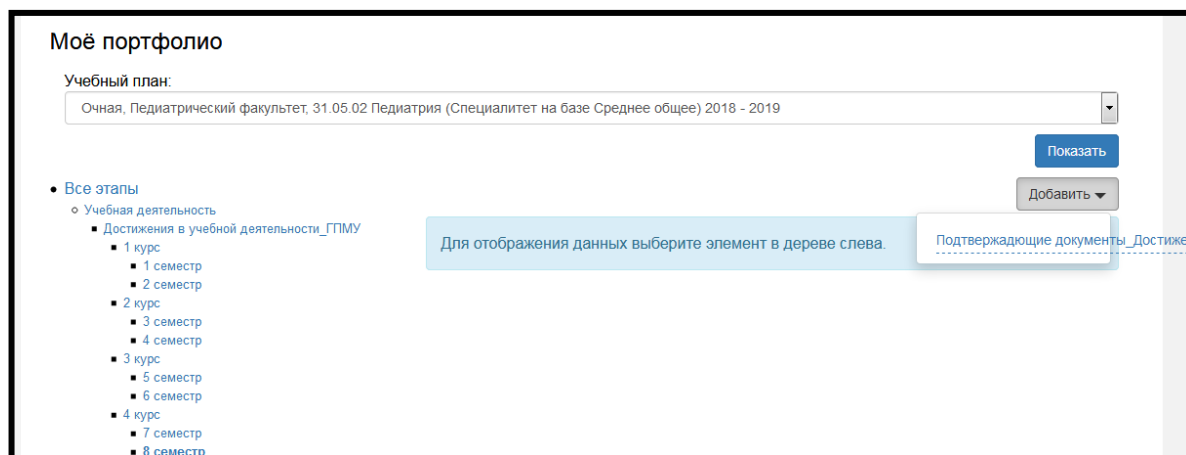 Моё портфолио
Учебный план:
Очная, Педиатрический факультет, 31.05.02 Педиатрия (Специалитет на базе Среднее общее) 2018 - 2019
Показать
Добавить
Все этапы
Учебная деятельность
Достижения в учебной деятельности_ГПМУ
1 курс
1 семестр
2 семестр
2 курс
3 семестр
4 семестр
3 курс
5 семестр
6 семестр
4 курс
7 семестр
8 семестр
Для отображения данных выберите элемент в дереве слева.
Подтвержадющие документы_Достиже